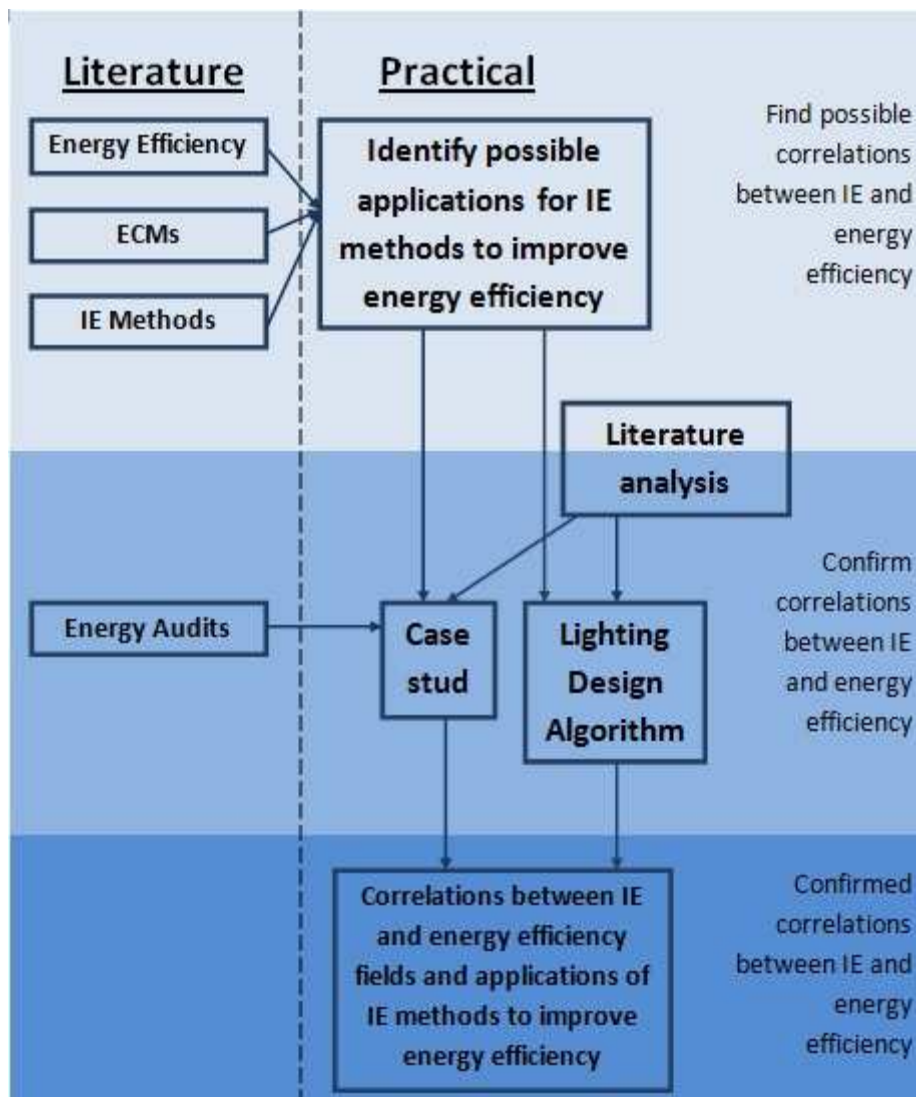 Literature
Practical
Energy Efficiency
ECMs
IE Methods
Identify possible
applications for IE
methods to improve
energy efficiency
Find possible
correlations
between IE and
energy
efficiency
Literature
analysis
Energy Audits
Case
stud
Lighting
Design
Algorithm
Confirm
correlations
between IE
and energy
efficiency
Correlations between IE
and energy efficiency
fields and applications of
IE methods to improve
energy efficiency
Confirmed
correlations
between IE and
energy
efficiency